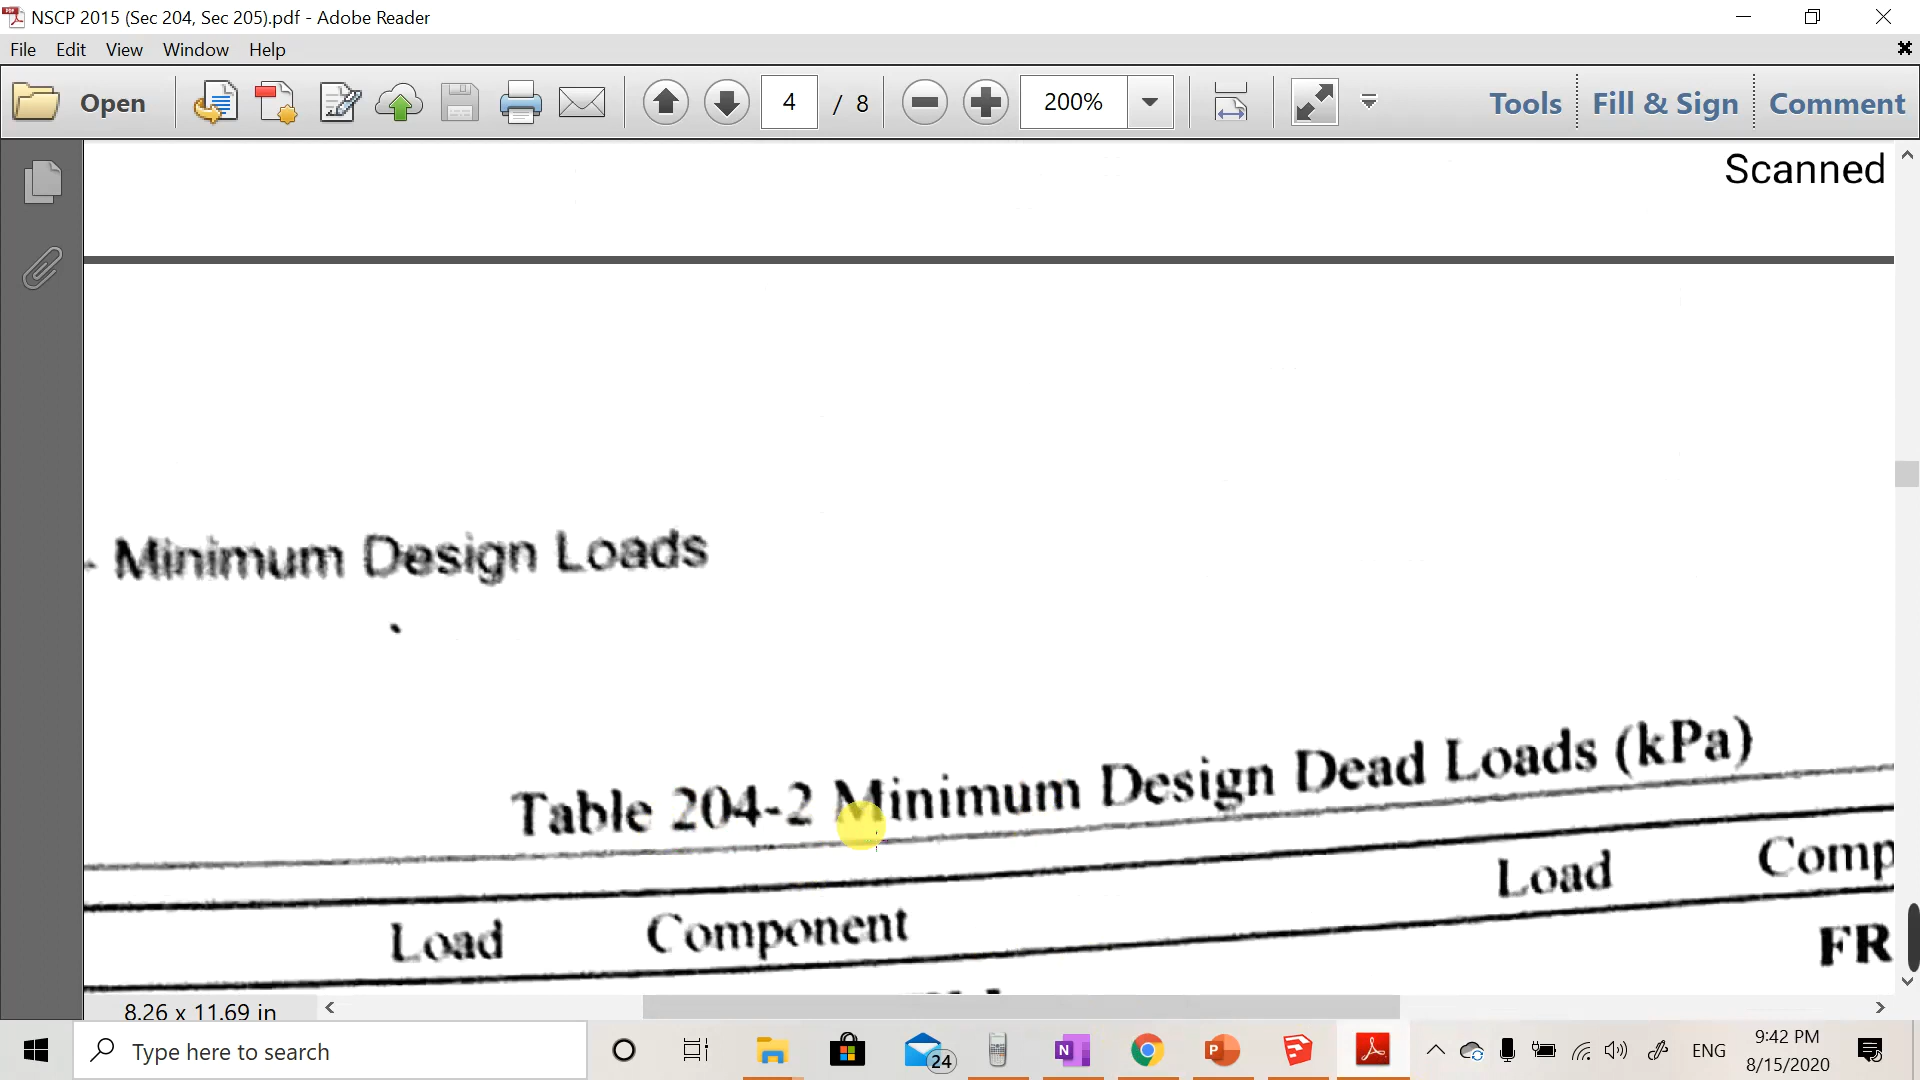 NSCP 2015 (Sec 204, Sec 205).pdf - Adobe Reader
File Edit View Window Help
Open 4 / 8 200% Tools Fill & Sign Comment
Scanned
- Minimum Design Loads
Table 204-2 Minimum Design Dead Loads (kPa)
Load Component Load Comp
FR
8.26 x 11.69 in
Type here to search
24
ENG
9:42 PM
8/15/2020